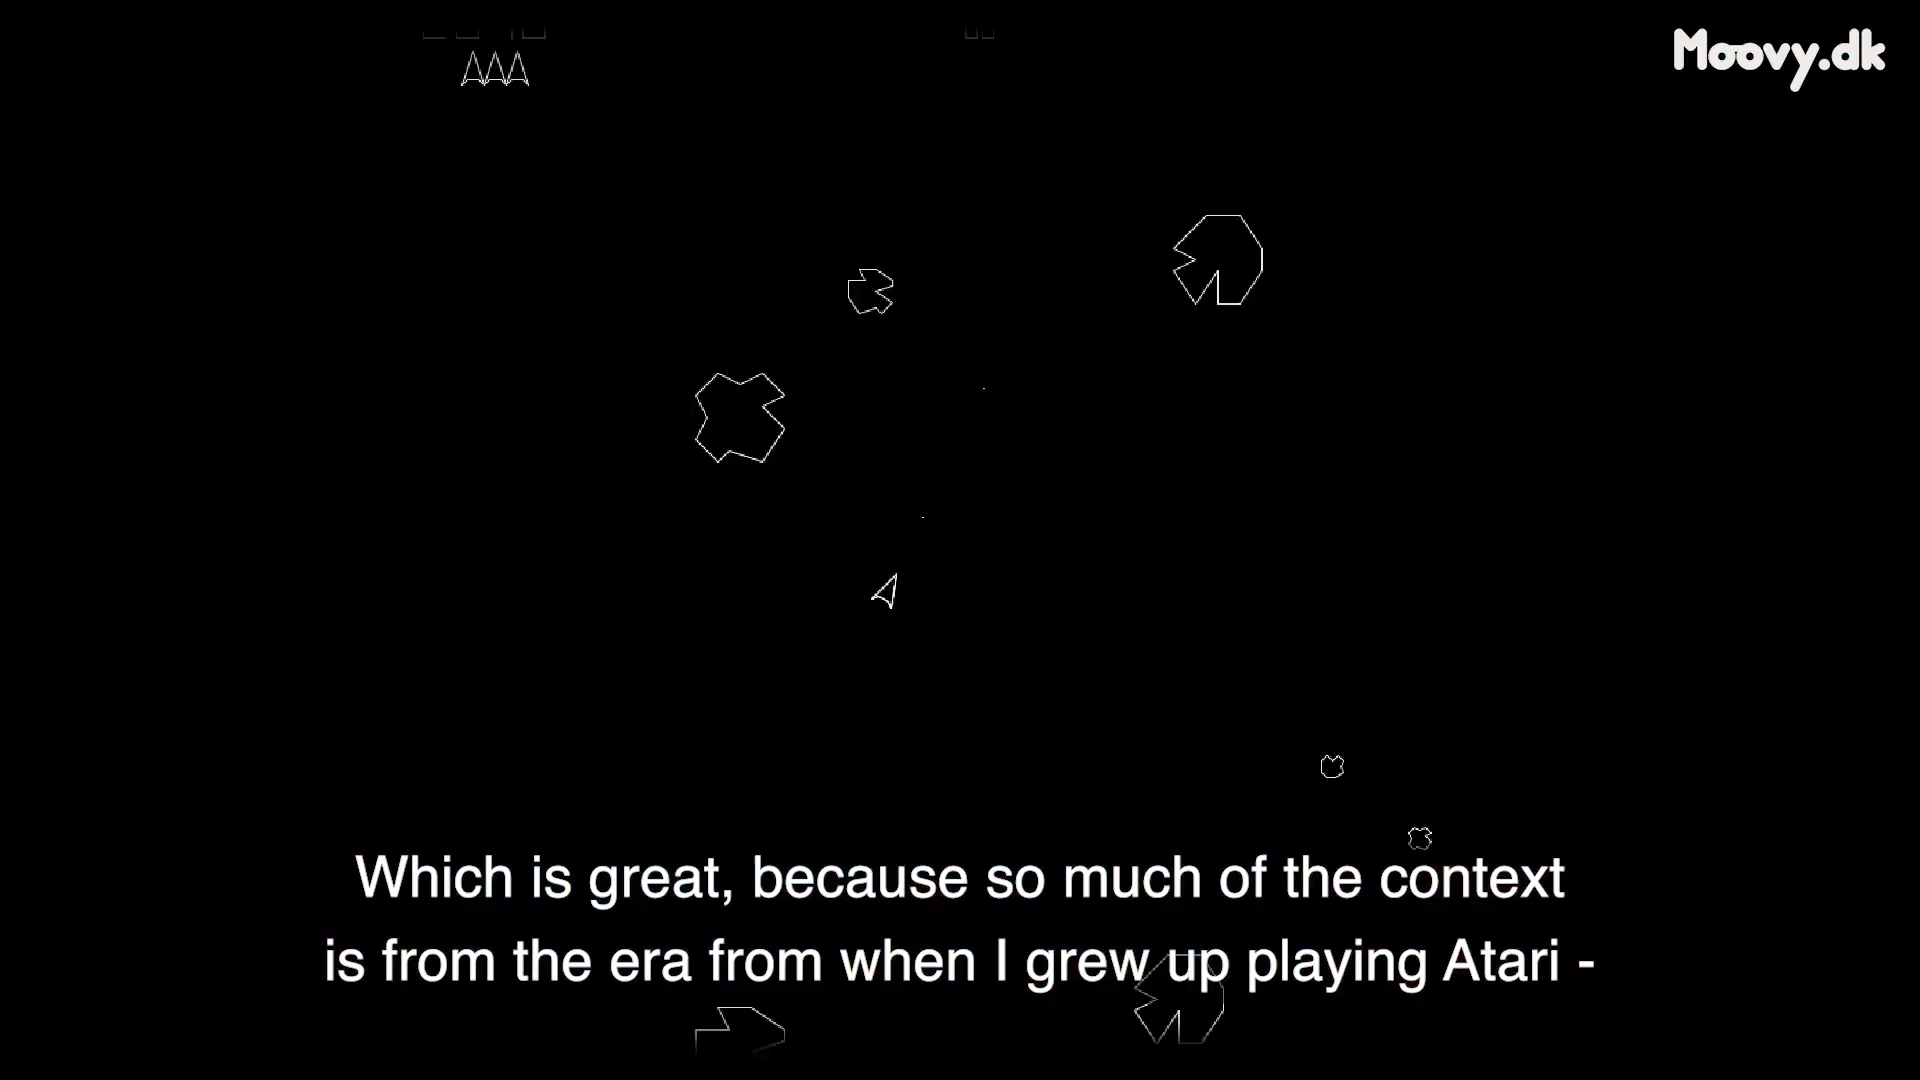 Moovy.dk
Which is great, because so much of the context
is from the era from when I grew up playing Atari -